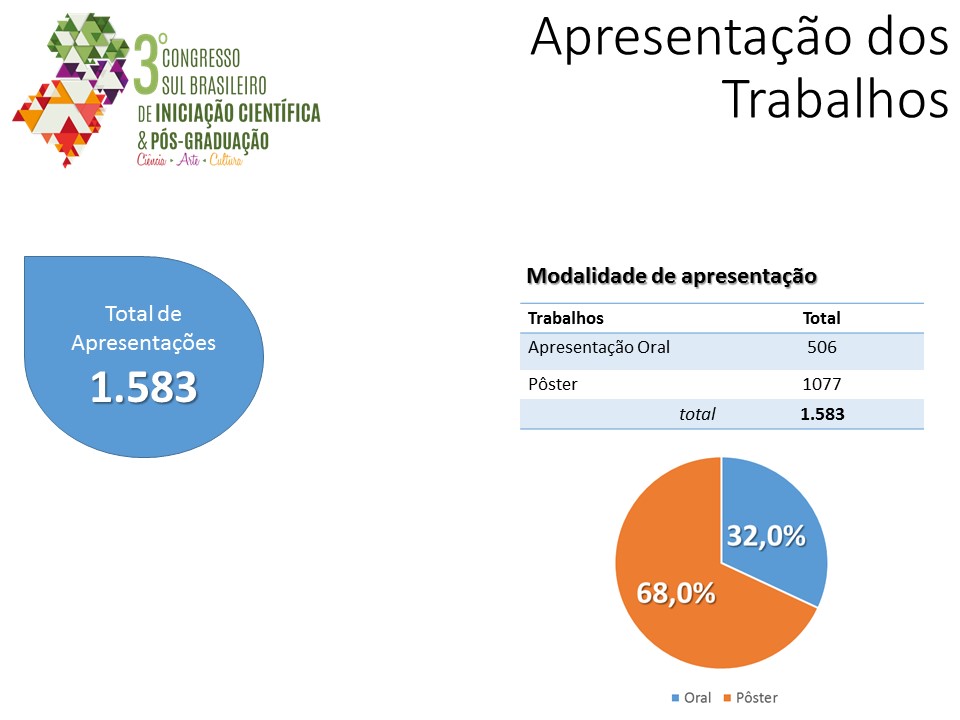 3º CONGRESSO
SUL BRASILEIRO
DE INICIAÇÃO CIENTÍFICA
& PÓS-GRADUAÇÃO
Ciência • Arte • Cultura
Apresentação dos
Trabalhos
Total de
Apresentações
1.583
Modalidade de apresentação
Trabalhos Total
Apresentação Oral 506
Pôster 1077
total 1.583
32,0%
68,0%
Oral Pôster